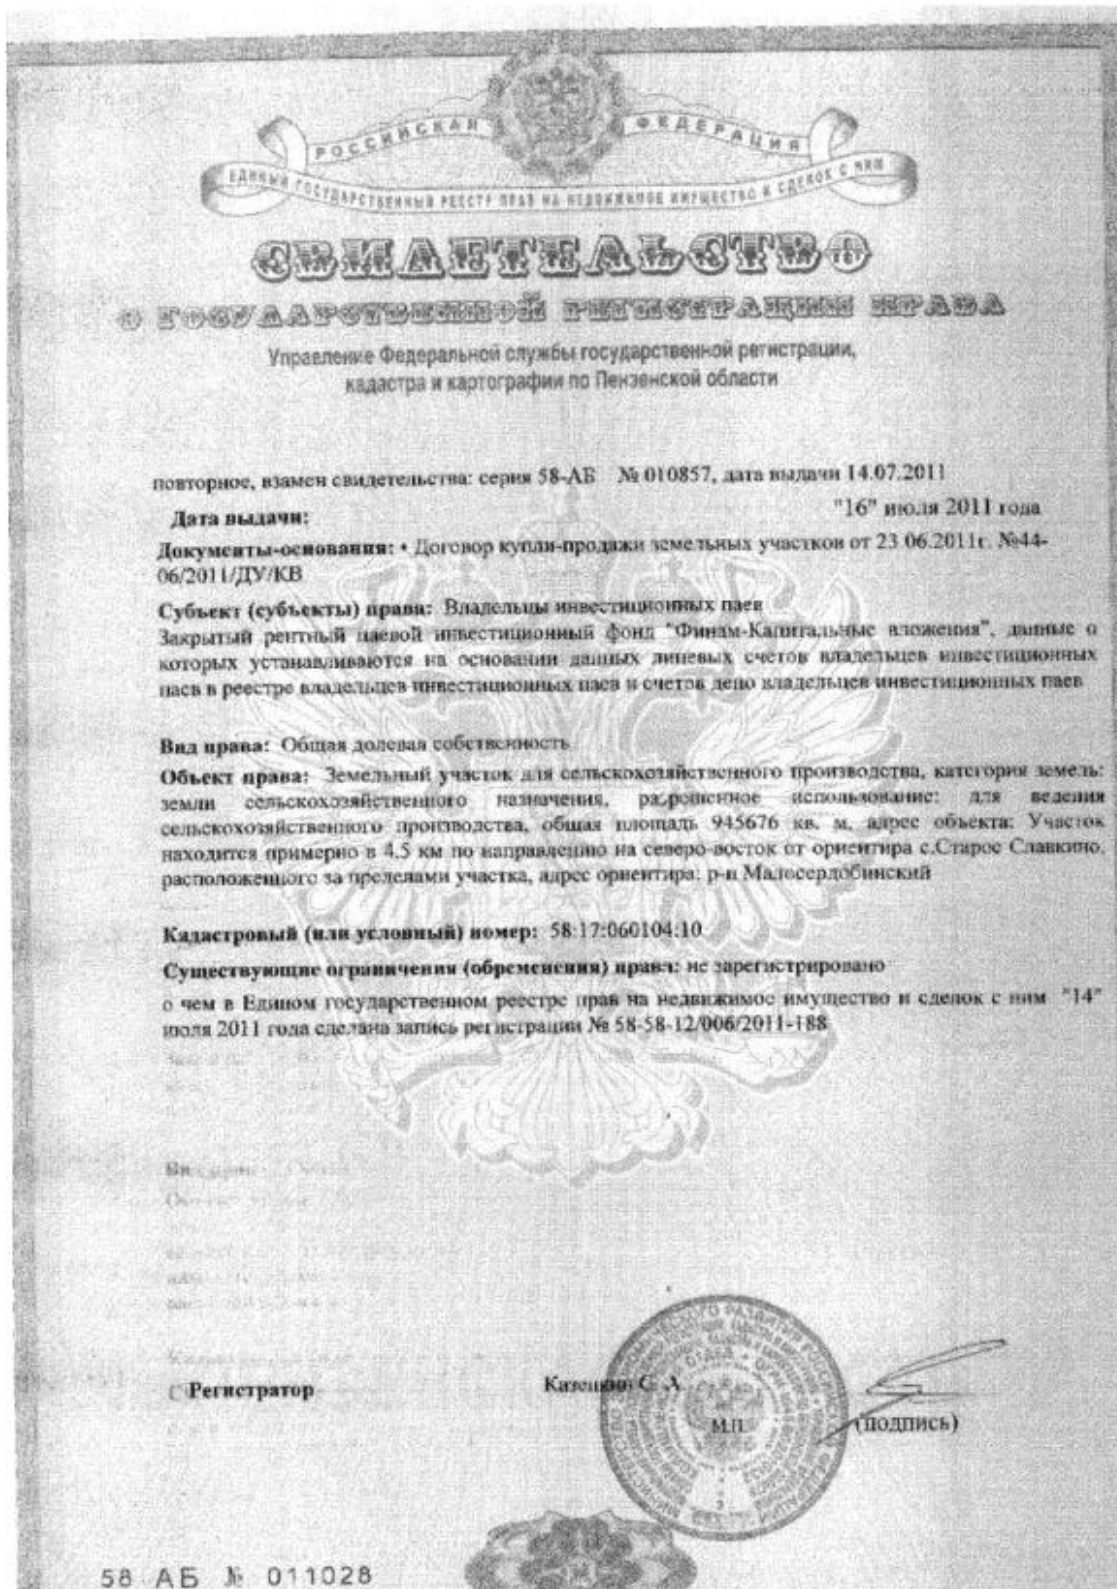 РОССИЙСКАЯ ФЕДЕРАЦИЯ
ЕДИНЫЙ ГОСУДАРСТВЕННЫЙ РЕЕСТР ПРАВ НА НЕДВИЖИМОЕ ИМУЩЕСТВО И СДЕЛОК С НИМ
СВИДЕТЕЛЬСТВО
О ГОСУДАРСТВЕННОЙ РЕГИСТРАЦИИ ПРАВА
Управление Федеральной службы государственной регистрации,
кадастра и картографии по Пензенской области
повторное, взамен свидетельства: серия 58-АБ № 010857, дата выдачи 14.07.2011
Дата выдачи: "16" июля 2011 года
Документы-основания: • Договор купли-продажи земельных участков от 23.06.2011г. №44-
06/2011/ДУ/КВ
Субъект (субъекты) права: Владельцы инвестиционных паев
Закрытый рентный паевой инвестиционный фонд "Финам-Капитальные вложения", данные о
которых устанавливаются на основании данных лицевых счетов владельцев инвестиционных
паев в реестре владельцев инвестиционных паев и счетов депо владельцев инвестиционных паев
Вид права: Общая долевая собственность
Объект права: Земельный участок для сельскохозяйственного производства, категория земель:
земли сельскохозяйственного назначения, разрешенное использование: для ведения
сельскохозяйственного производства, общая площадь 945676 кв. м, адрес объекта: Участок
находится примерно в 4.5 км по направлению на северо-восток от ориентира с.Старое Славкино,
расположенного за пределами участка, адрес ориентира: р-н Малосердобинский
Кадастровый (или условный) номер: 58:17:060104:10
Существующие ограничения (обременения) права: не зарегистрировано
о чем в Едином государственном реестре прав на недвижимое имущество и сделок с ним "14"
июля 2011 года сделана запись регистрации № 58-58-12/006/2011-188
Регистратор С. А.
М.П. (подпись)
58 АБ № 011028